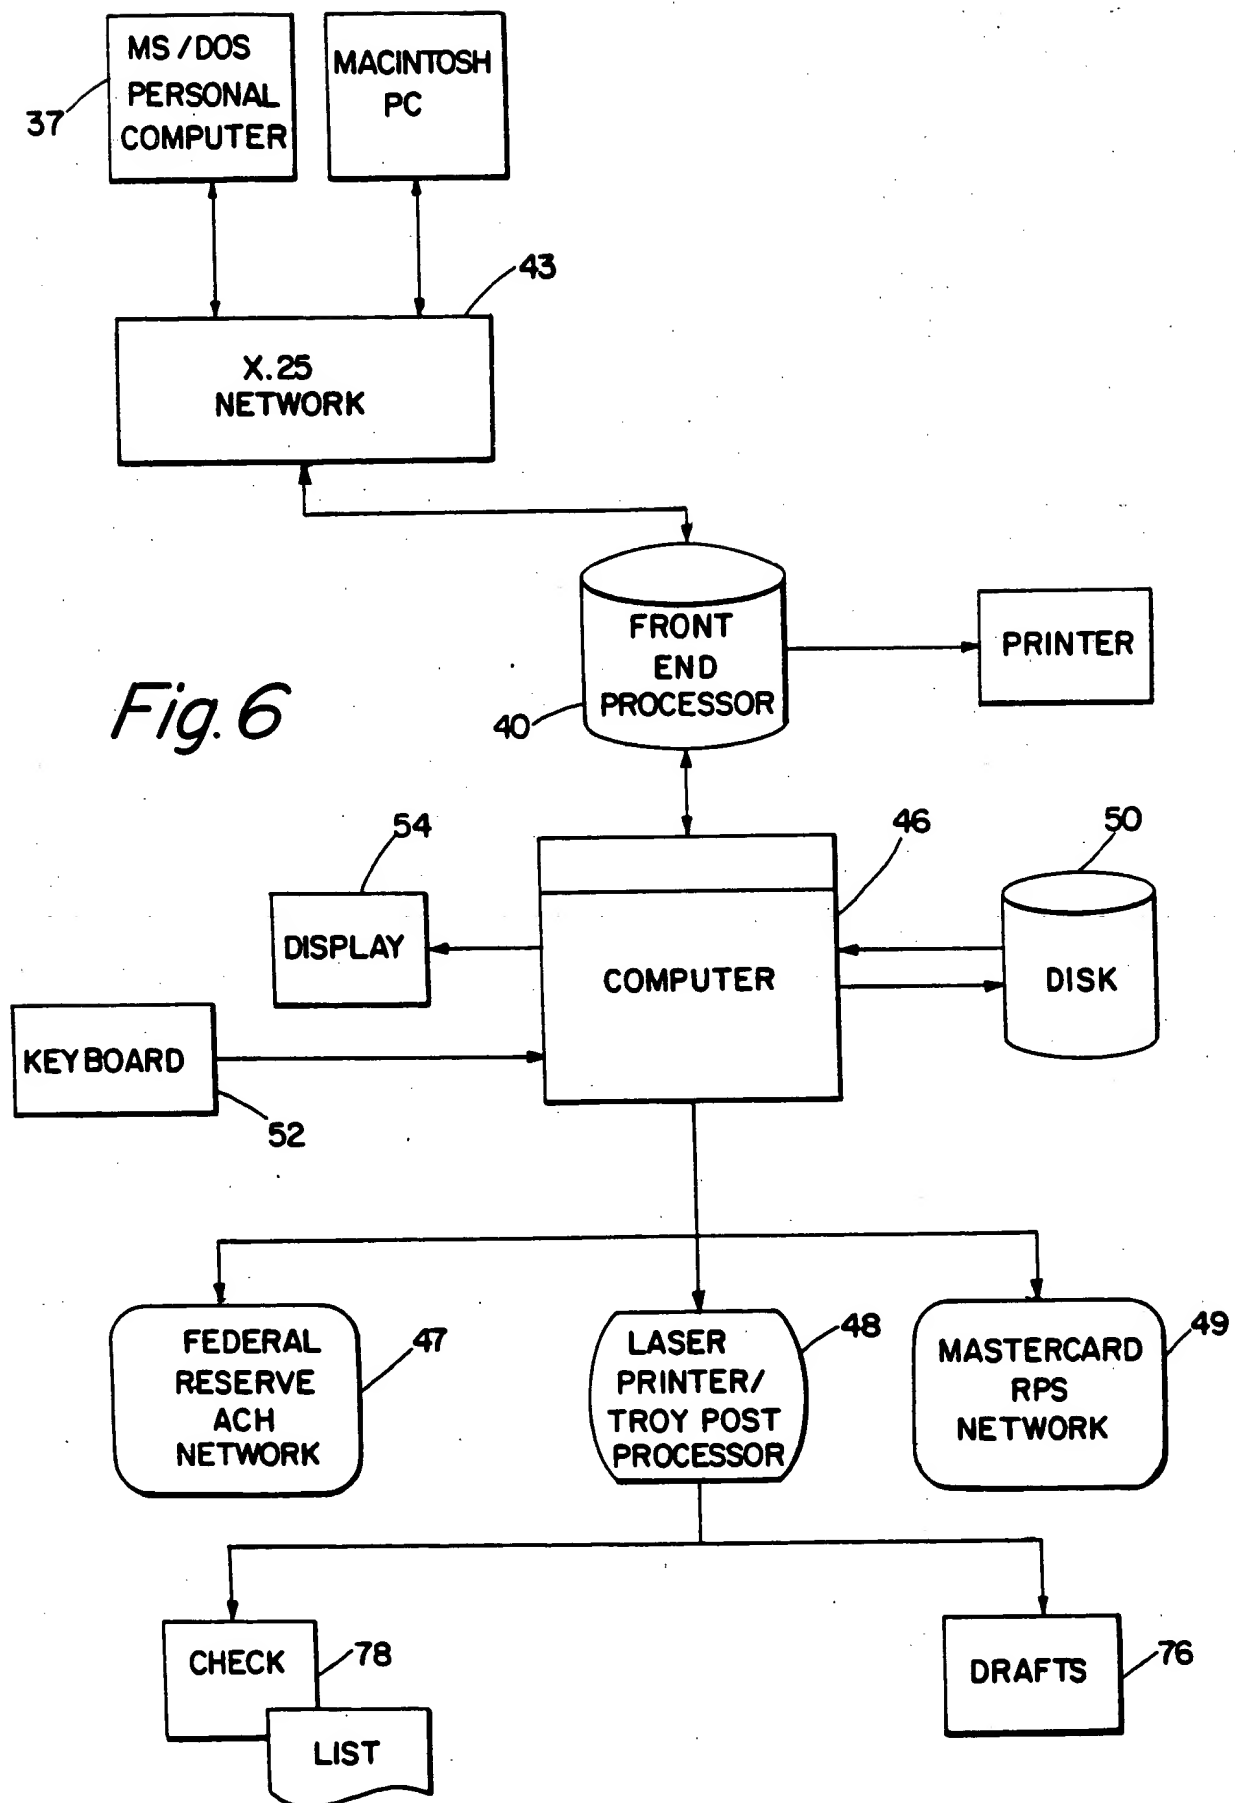 MS/DOS
PERSONAL
COMPUTER
MACINTOSH
PC
37
43
X.25
NETWORK
FRONT
END
PROCESSOR
PRINTER
40
Fig. 6
54
46
50
DISPLAY
COMPUTER
DISK
KEYBOARD
52
FEDERAL
RESERVE
ACH
NETWORK
47
LASER
PRINTER/
TROY POST
PROCESSOR
48
MASTERCARD
RPS
NETWORK
49
CHECK
78
LIST
DRAFTS
76